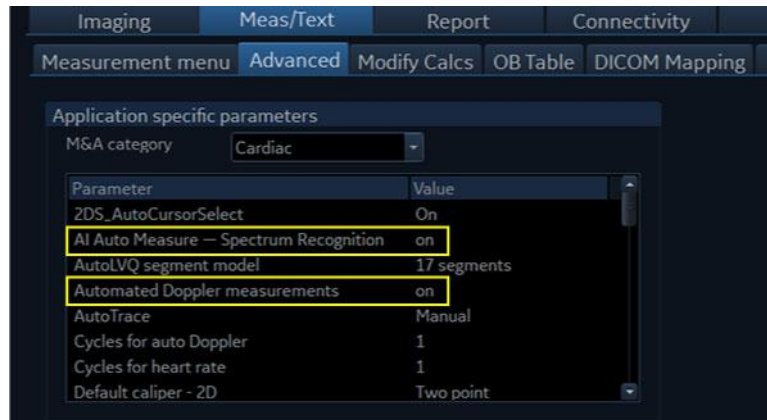 Imaging Meas/Text Report Connectivity
Measurement menu Advanced Modify Calcs OB Table DICOM Mapping
Application specific parameters
M&A category Cardiac
Parameter Value
2DS_AutoCursorSelect On
AI Auto Measure — Spectrum Recognition on
AutoLVQ segment model 17 segments
Automated Doppler measurements on
AutoTrace Manual
Cycles for auto Doppler 1
Cycles for heart rate 1
Default caliper - 2D Two point